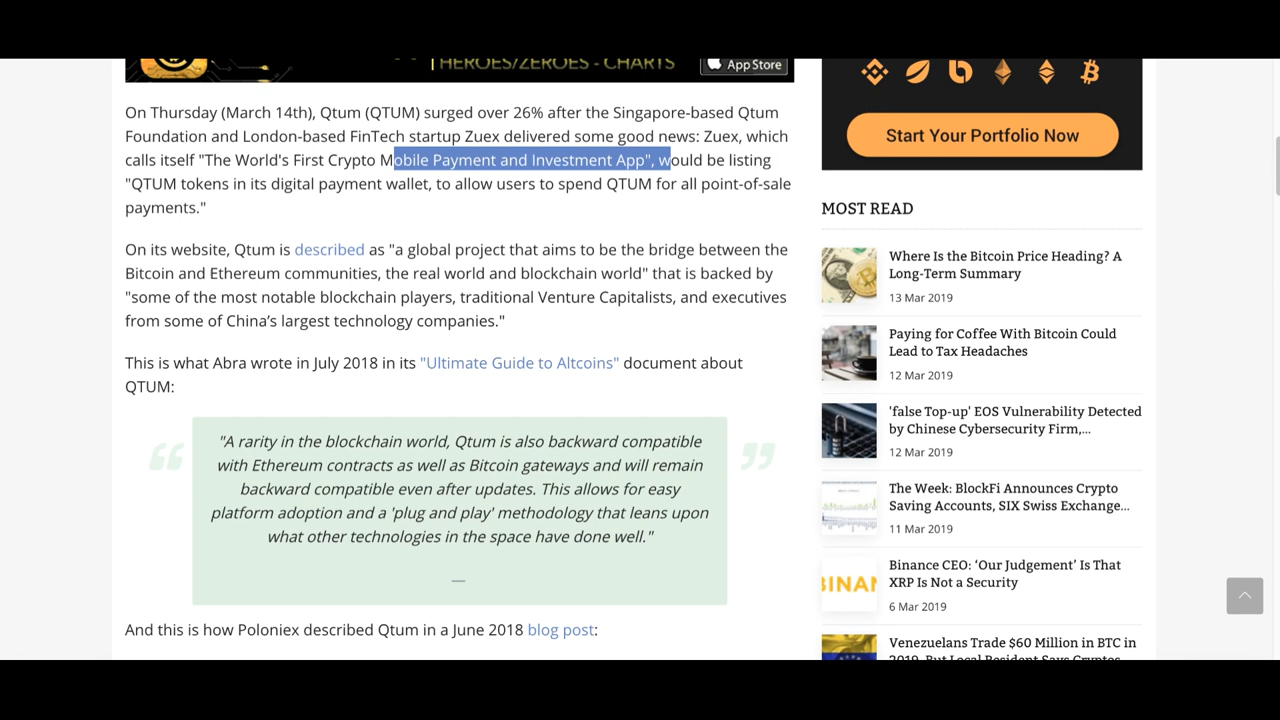 HEROES/ZEROES - CHARTS
App Store
On Thursday (March 14th), Qtum (QTUM) surged over 26% after the Singapore-based Qtum
Foundation and London-based FinTech startup Zuex delivered some good news: Zuex, which
calls itself "The World's First Crypto Mobile Payment and Investment App", would be listing
"QTUM tokens in its digital payment wallet, to allow users to spend QTUM for all point-of-sale
payments."
On its website, Qtum is described as "a global project that aims to be the bridge between the
Bitcoin and Ethereum communities, the real world and blockchain world" that is backed by
"some of the most notable blockchain players, traditional Venture Capitalists, and executives
from some of China’s largest technology companies."
This is what Abra wrote in July 2018 in its "Ultimate Guide to Altcoins" document about
QTUM:
"A rarity in the blockchain world, Qtum is also backward compatible
with Ethereum contracts as well as Bitcoin gateways and will remain
backward compatible even after updates. This allows for easy
platform adoption and a 'plug and play' methodology that leans upon
what other technologies in the space have done well."
—
And this is how Poloniex described Qtum in a June 2018 blog post:
Start Your Portfolio Now
MOST READ
Where Is the Bitcoin Price Heading? A
Long-Term Summary
13 Mar 2019
Paying for Coffee With Bitcoin Could
Lead to Tax Headaches
12 Mar 2019
'false Top-up' EOS Vulnerability Detected
by Chinese Cybersecurity Firm,...
12 Mar 2019
The Week: BlockFi Announces Crypto
Saving Accounts, SIX Swiss Exchange...
11 Mar 2019
BINAN
Binance CEO: ‘Our Judgement’ Is That
XRP Is Not a Security
6 Mar 2019
Venezuelans Trade $60 Million in BTC in
2019, But Local Resident Says Cryptos